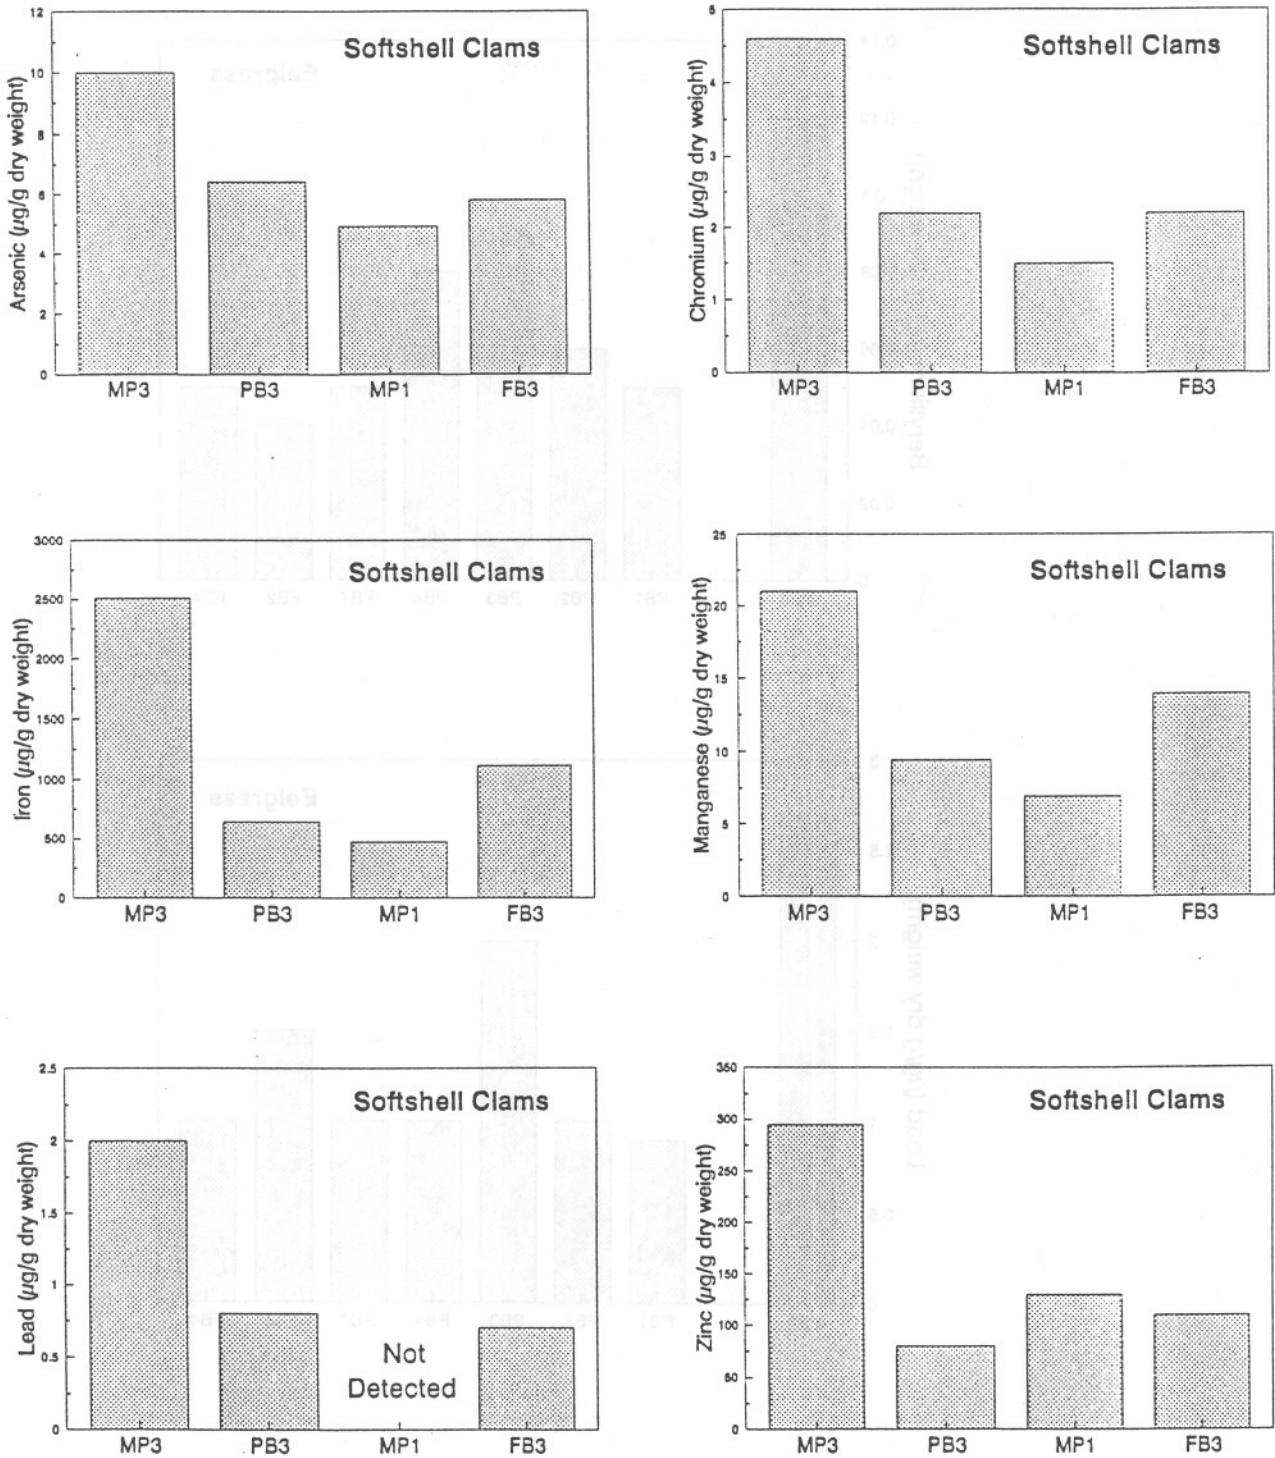 Softshell Clams
Arsenic (µg/g dry weight)
12
10
8
6
4
2
0
MP3 PB3 MP1 FB3
Softshell Clams
Chromium (µg/g dry weight)
5
4
3
2
1
0
MP3 PB3 MP1 FB3
Softshell Clams
Iron (µg/g dry weight)
3000
2500
2000
1500
1000
500
0
MP3 PB3 MP1 FB3
Softshell Clams
Manganese (µg/g dry weight)
25
20
15
10
5
0
MP3 PB3 MP1 FB3
Softshell Clams
Lead (µg/g dry weight)
2.5
2
1.5
1
0.5
0
Not
Detected
MP3 PB3 MP1 FB3
Softshell Clams
Zinc (µg/g dry weight)
350
300
250
200
150
100
50
0
MP3 PB3 MP1 FB3